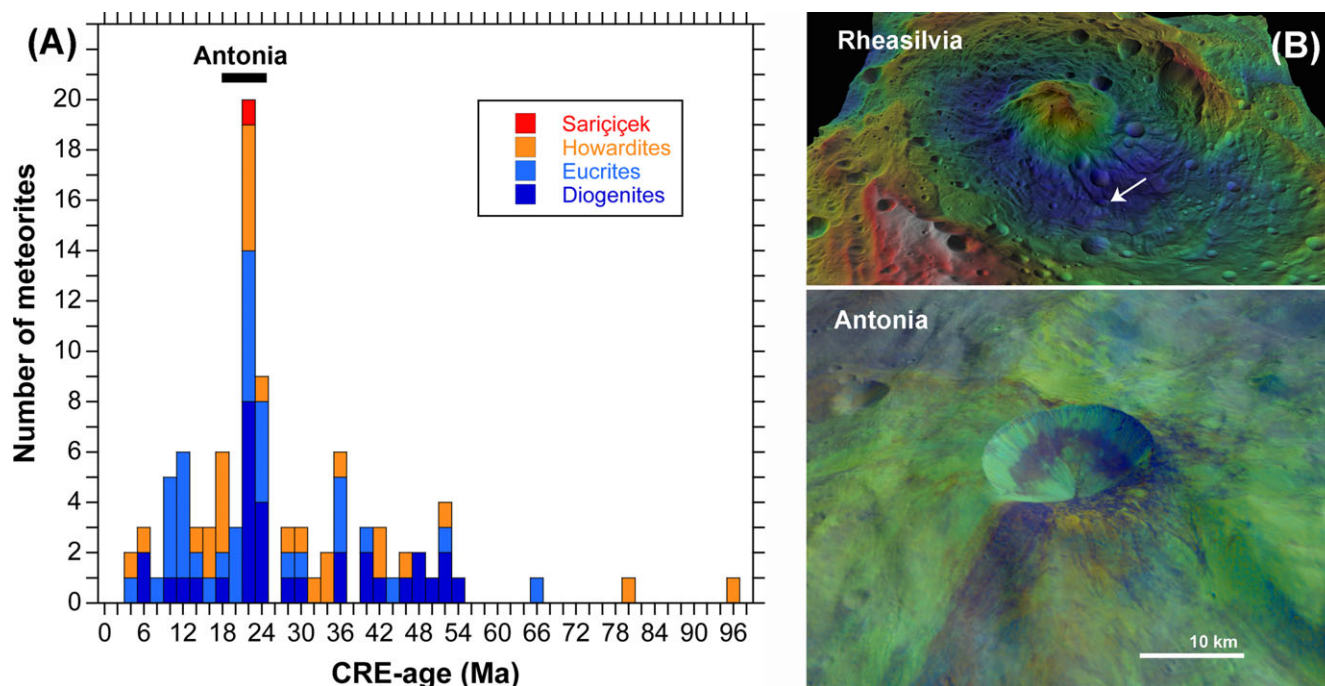 (A)
Antonia
Sariçiçek
Howardites
Eucrites
Diogenites
Number of meteorites
20
18
16
14
12
10
8
6
4
2
0
0 6 12 18 24 30 36 42 48 54 60 66 72 78 84 90 96
CRE-age (Ma)
Rheasilvia
(B)
Antonia
10 km